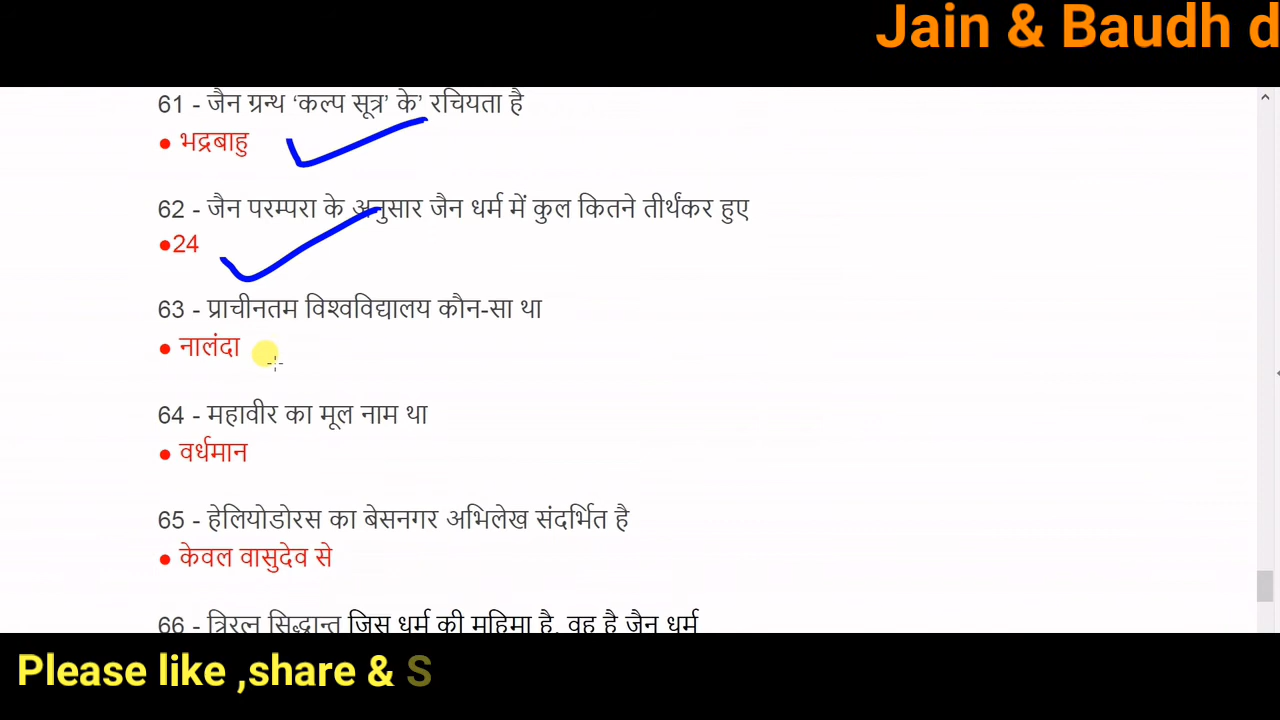 Jain & Baudh d
61 - जैन ग्रन्थ ‘कल्प सूत्र’ के’ रचियता है
● भद्रबाहु
62 - जैन परम्परा के अनुसार जैन धर्म में कुल कितने तीर्थंकर हुए
●24
63 - प्राचीनतम विश्वविद्यालय कौन-सा था
● नालंदा
64 - महावीर का मूल नाम था
● वर्धमान
65 - हेलियोडोरस का बेसनगर अभिलेख संदर्भित है
● केवल वासुदेव से
66 - त्रिरत्न सिद्धान्त जिस धर्म की महिमा है, वह है जैन धर्म
Please like ,share & S